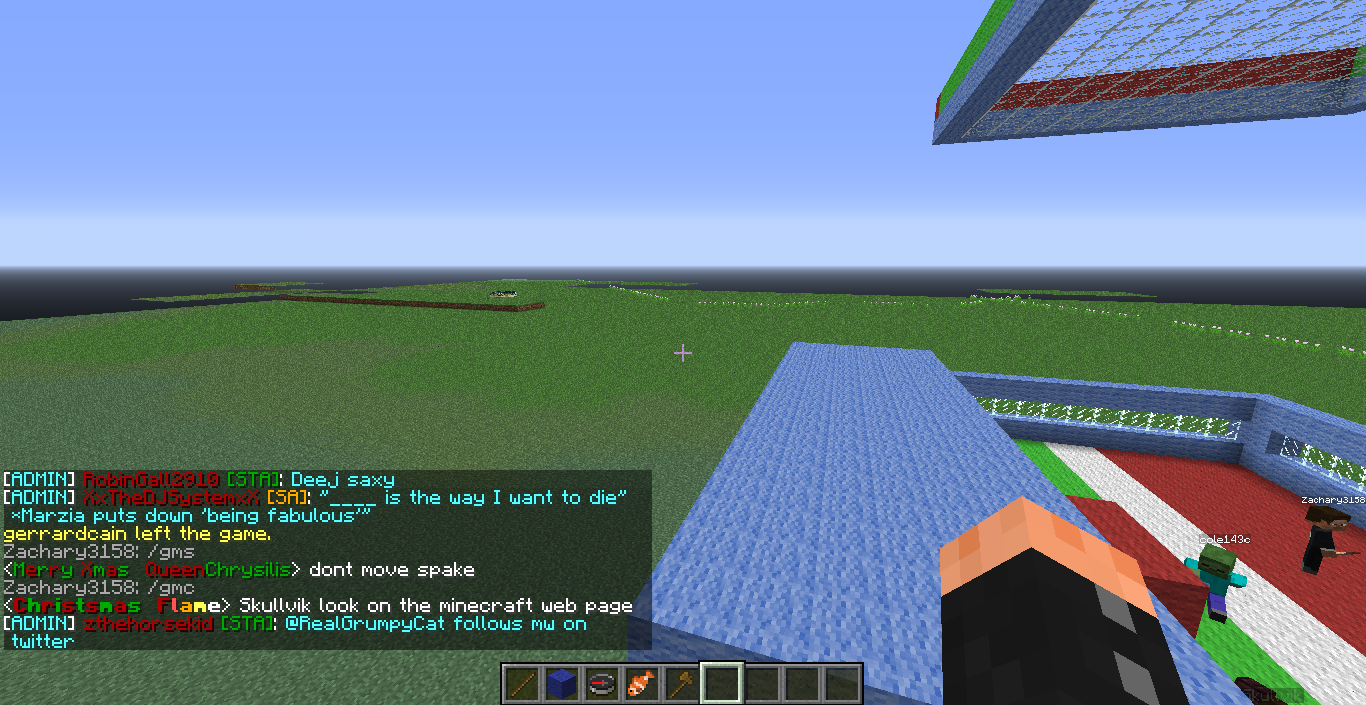 [ADMIN] RobinGall2910 [STA]: Deej saxy
[ADMIN] XxTheDJSystemxX [SA]: "____ is the way I want to die"
*Marzia puts down 'being fabulous'"
gerrardcain left the game.
Zachary3158: /gms
<Merry Xmas QueenChrysilis> dont move spake
Zachary3158: /gmc
<Christsmas Flame> Skullvik look on the minecraft web page
[ADMIN] zthehorsekid [STA]: @RealGrumpyCat follows mw on
twitter
Zachary3158
cole143c